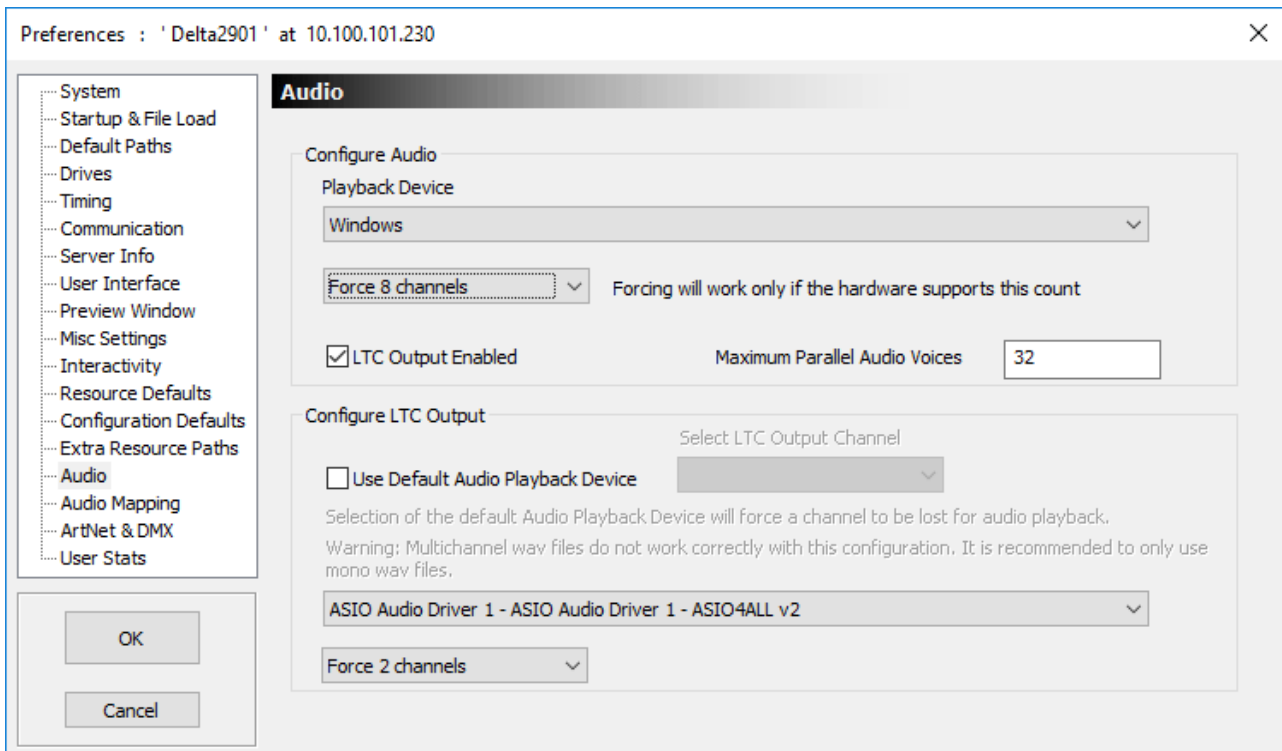 Preferences : 'Delta2901' at 10.100.101.230
System
Startup & File Load
Default Paths
Drives
Timing
Communication
Server Info
User Interface
Preview Window
Misc Settings
Interactivity
Resource Defaults
Configuration Defaults
Extra Resource Paths
Audio
Audio Mapping
ArtNet & DMX
User Stats
OK
Cancel
Audio
Configure Audio
Playback Device
Windows
Force 8 channels
Forcing will work only if the hardware supports this count
LTC Output Enabled
Maximum Parallel Audio Voices
32
Configure LTC Output
Select LTC Output Channel
Use Default Audio Playback Device
Selection of the default Audio Playback Device will force a channel to be lost for audio playback.
Warning: Multichannel wav files do not work correctly with this configuration. It is recommended to only use
mono wav files.
ASIO Audio Driver 1 - ASIO Audio Driver 1 - ASIO4ALL v2
Force 2 channels